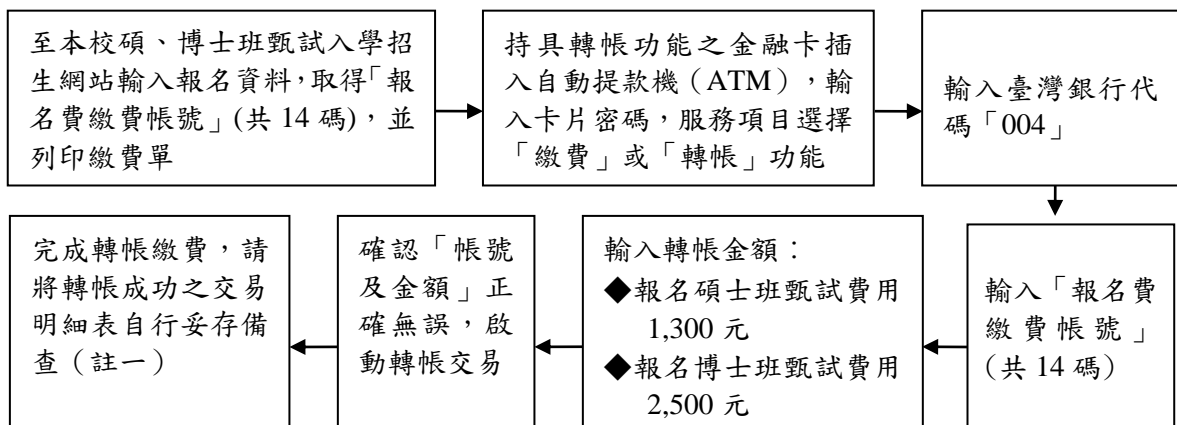 至本校碩、博士班甄試入學招
生網站輸入報名資料，取得「報
名費繳費帳號」(共 14 碼)，並
列印繳費單
持具轉帳功能之金融卡插
入自動提款機（ATM），輸
入卡片密碼，服務項目選擇
「繳費」或「轉帳」功能
輸入臺灣銀行代
碼「004」
輸入「報名費
繳費帳號」
(共 14 碼)
輸入轉帳金額：
◆報名碩士班甄試費用
1,300 元
◆報名博士班甄試費用
2,500 元
確認「帳號
及金額」正
確無誤，啟
動轉帳交易
完成轉帳繳費，請
將轉帳成功之交易
明細表自行妥存備
查（註一）